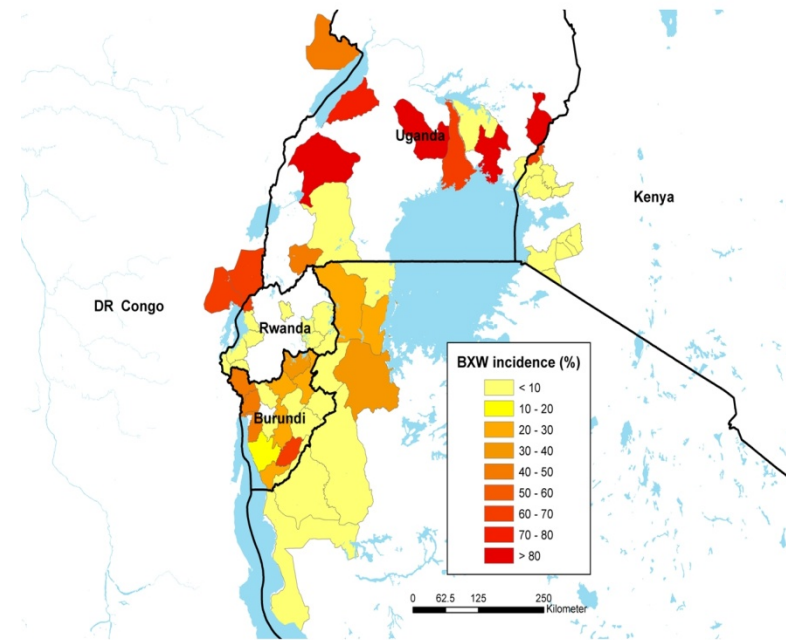 Uganda
Kenya
DR Congo
Rwanda
Burundi
BXW incidence (%)
< 10
10 - 20
20 - 30
30 - 40
40 - 50
50 - 60
60 - 70
70 - 80
> 80
0 62.5 125 250
Kilometer